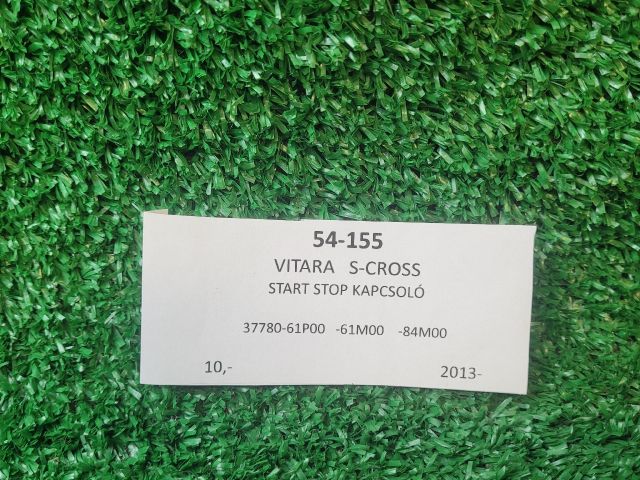 54-155
VITARA S-CROSS
START STOP KAPCSOLÓ
37780-61P00 -61M00 -84M00
10,- 2013-